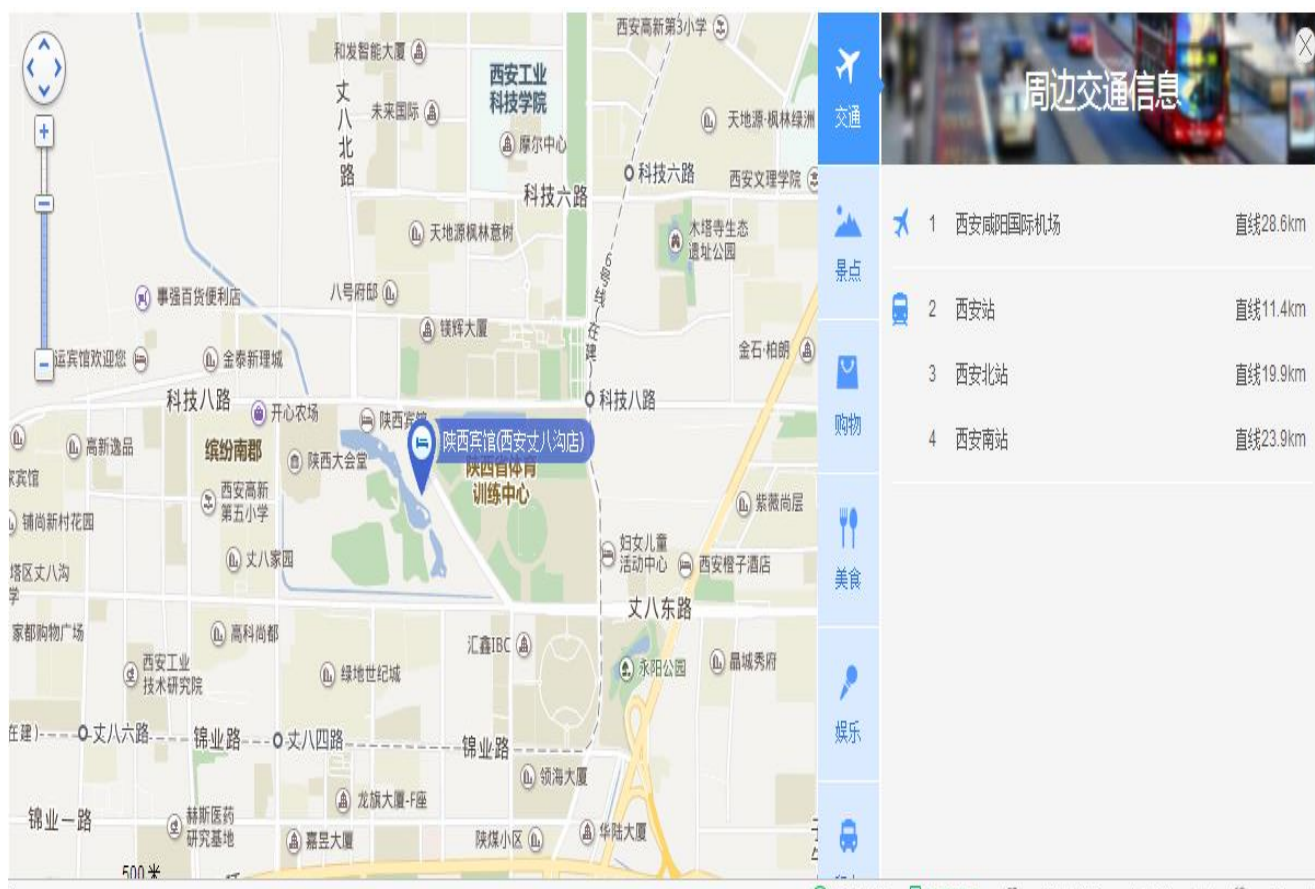 西安高新第3小学
和发智能大厦
西安工业
科技学院
丈八北路
未来国际
天地源·枫林绿洲
摩尔中心
科技六路
西安文理学院
科技六路
木塔寺生态
遗址公园
天地源枫林意树
6号线(在建)
八号府邸
事强百货便利店
镁辉大厦
运宾馆欢迎您
金泰新理城
金石·柏朗
科技八路
开心农场
科技八路
陕西宾馆
陕西宾馆(西安丈八沟店)
高新逸品
缤纷南郡
陕西大会堂
陕西省体育
训练中心
宾馆
西安高新
第五小学
紫薇尚层
铺尚新村花园
妇女儿童
活动中心
西安橙子酒店
丈八家园
塔区丈八沟
学
丈八东路
家都购物广场
高科尚都
汇鑫IBC
西安工业
技术研究院
绿地世纪城
永阳公园
晶城秀府
在建)
丈八六路
锦业路
丈八四路
锦业路
领海大厦
龙旗大厦-F座
锦业一路
赫斯医药
研究基地
嘉昱大厦
陕煤小区
华陆大厦
500米
交通
景点
购物
美食
娱乐
周边交通信息
1 西安咸阳国际机场 直线28.6km
2 西安站 直线11.4km
3 西安北站 直线19.9km
4 西安南站 直线23.9km